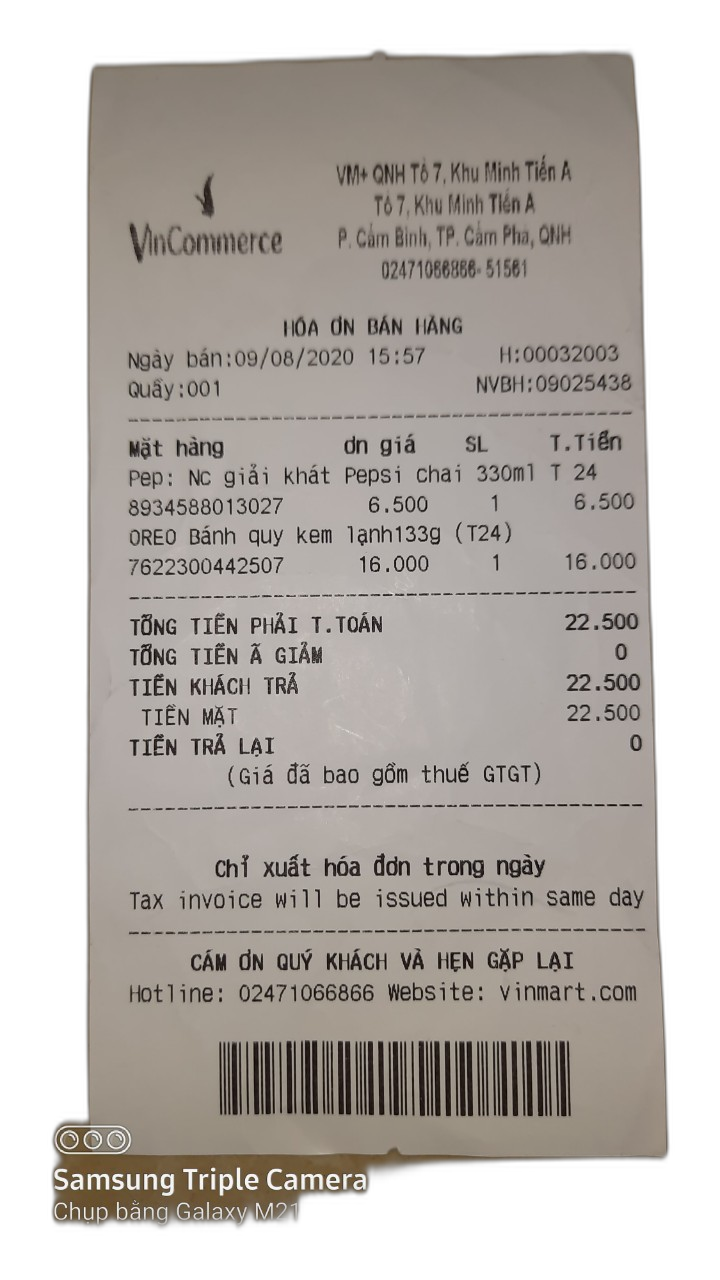 VinCommerce
VM+ QNH Tổ 7, Khu Minh Tiến A
Tổ 7, Khu Minh Tiến A
P. Cẩm Bình, TP. Cẩm Phả, QNH
02471066866- 51561
HÓA ƠN BÁN HÀNG
Ngày bán:09/08/2020 15:57 H:00032003
Quầy:001 NVBH:09025438
Mặt hàng ơn giá SL T.Tiền
Pep: NC giải khát Pepsi chai 330ml T 24
8934588013027 6.500 1 6.500
OREO Bánh quy kem lạnh133g (T24)
7622300442507 16.000 1 16.000
TỔNG TIỀN PHẢI T.TOÁN 22.500
TỔNG TIỀN Ã GIẢM 0
TIỀN KHÁCH TRẢ 22.500
TIỀN MẶT 22.500
TIỀN TRẢ LẠI 0
(Giá đã bao gồm thuế GTGT)
Chỉ xuất hóa đơn trong ngày
Tax invoice will be issued within same day
CÁM ƠN QUÝ KHÁCH VÀ HẸN GẶP LẠI
Hotline: 02471066866 Website: vinmart.com
Samsung Triple Camera
Chụp bằng Galaxy M21